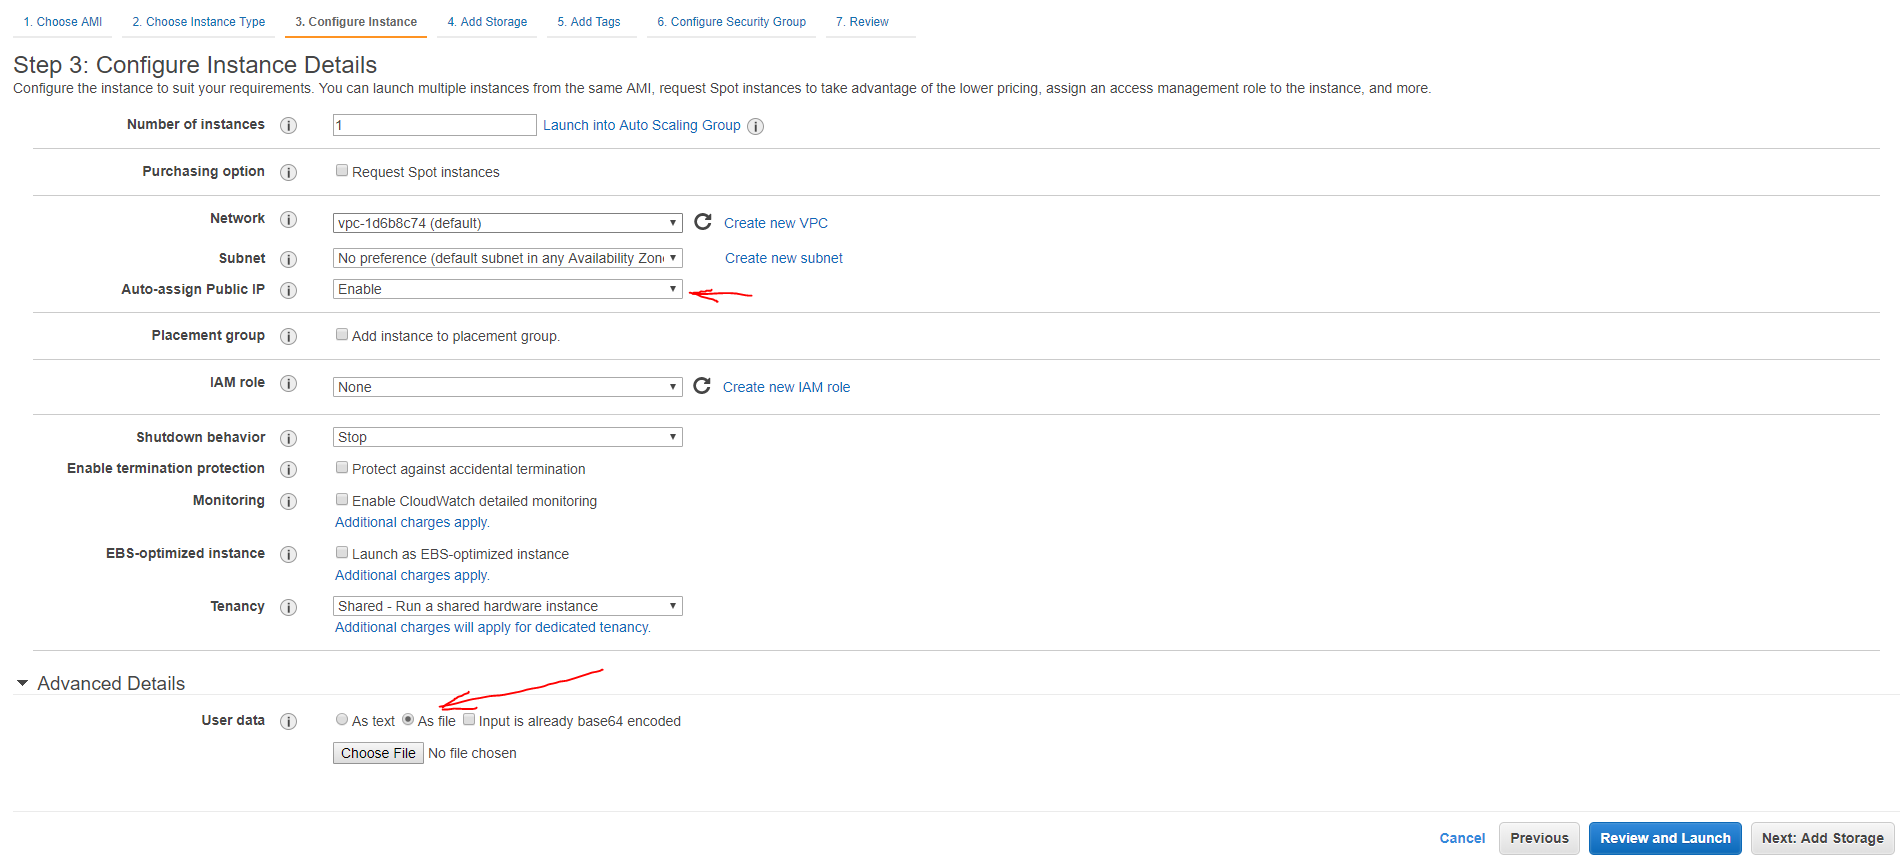 1. Choose AMI 2. Choose Instance Type 3. Configure Instance 4. Add Storage 5. Add Tags 6. Configure Security Group 7. Review
Step 3: Configure Instance Details
Configure the instance to suit your requirements. You can launch multiple instances from the same AMI, request Spot instances to take advantage of the lower pricing, assign an access management role to the instance, and more.
Number of instances 1 Launch into Auto Scaling Group
Purchasing option Request Spot instances
Network vpc-1d6b8c74 (default) Create new VPC
Subnet No preference (default subnet in any Availability Zon Create new subnet
Auto-assign Public IP Enable
Placement group Add instance to placement group.
IAM role None Create new IAM role
Shutdown behavior Stop
Enable termination protection Protect against accidental termination
Monitoring Enable CloudWatch detailed monitoring
Additional charges apply.
EBS-optimized instance Launch as EBS-optimized instance
Additional charges apply.
Tenancy Shared - Run a shared hardware instance
Additional charges will apply for dedicated tenancy.
Advanced Details
User data As text As file Input is already base64 encoded
Choose File No file chosen
Cancel Previous Review and Launch Next: Add Storage